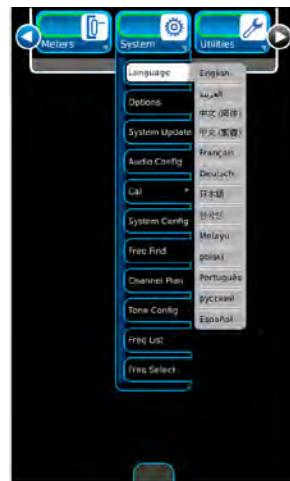 Meters
System
Utilities
Language
Options
System Update
Audio Config
Cal
System Config
Free Find
Channel Plan
Tone Config
Freq List
Freq Select
English
العربية
中文 (简体)
中文 (繁體)
Français
Deutsch
日本語
한국인
Melayu
polski
Português
русский
Español